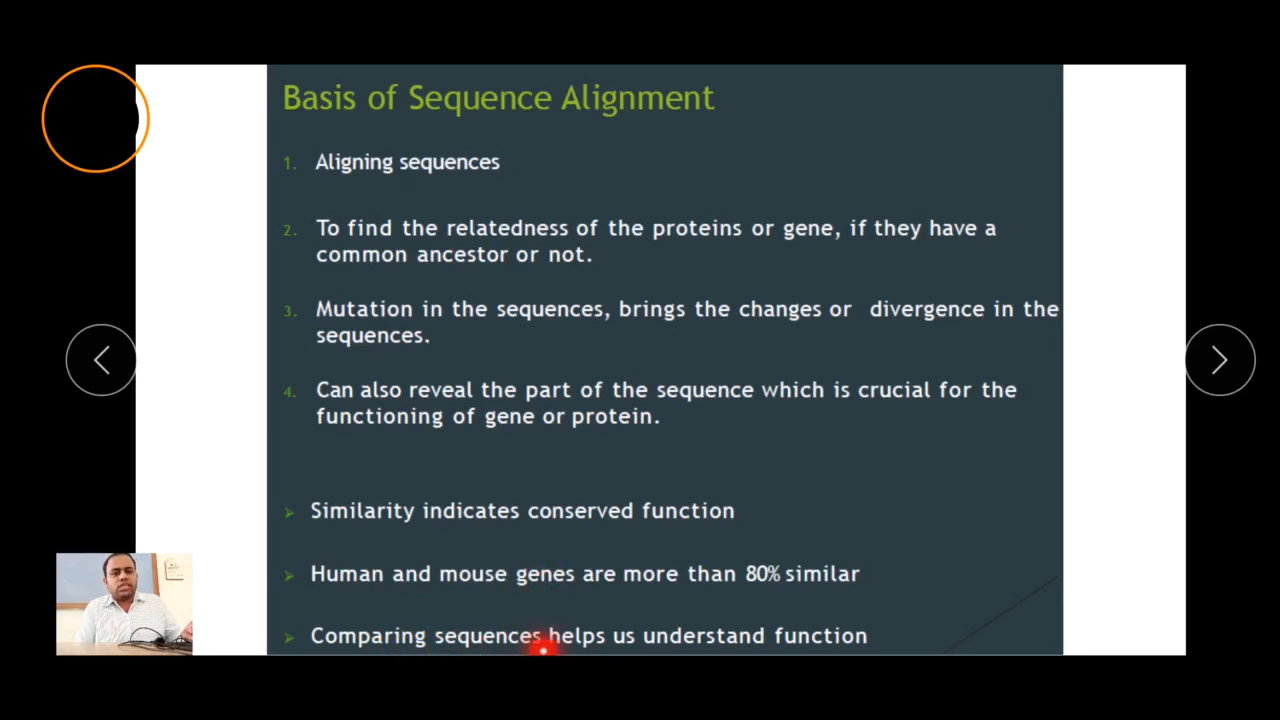 Basis of Sequence Alignment
1. Aligning sequences
2. To find the relatedness of the proteins or gene, if they have a
common ancestor or not.
3. Mutation in the sequences, brings the changes or divergence in the
sequences.
4. Can also reveal the part of the sequence which is crucial for the
functioning of gene or protein.
Similarity indicates conserved function
Human and mouse genes are more than 80% similar
Comparing sequences helps us understand function